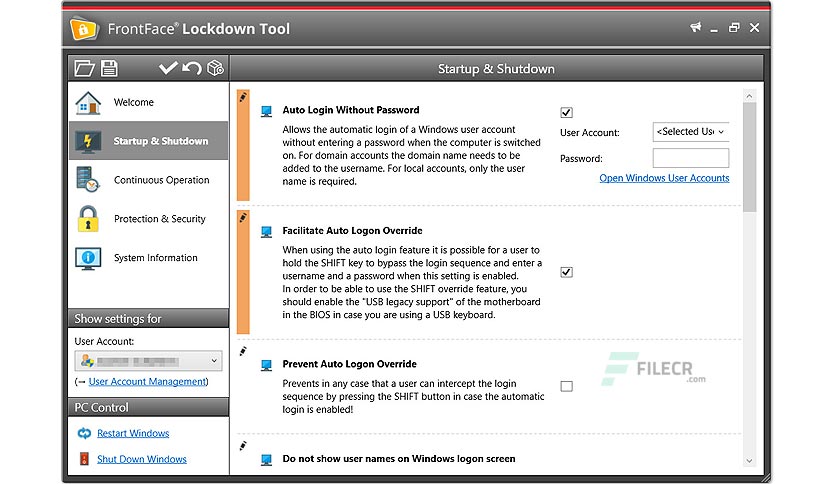 FrontFace® Lockdown Tool
Startup & Shutdown
Welcome
Startup & Shutdown
Continuous Operation
Protection & Security
System Information
Show settings for
User Account:
(→ User Account Management)
PC Control
Restart Windows
Shut Down Windows
Auto Login Without Password
Allows the automatic login of a Windows user account
without entering a password when the computer is switched
on. For domain accounts the domain name needs to be
added to the username. For local accounts, only the user
name is required.
User Account:
<Selected Us
Password:
Open Windows User Accounts
Facilitate Auto Logon Override
When using the auto login feature it is possible for a user to
hold the SHIFT key to bypass the login sequence and enter a
username and a password when this setting is enabled.
In order to be able to use the SHIFT override feature, you
should enable the "USB legacy support" of the motherboard
in the BIOS in case you are using a USB keyboard.
Prevent Auto Logon Override
Prevents in any case that a user can intercept the login
sequence by pressing the SHIFT button in case the automatic
login is enabled!
FILECR
.com
Do not show user names on Windows logon screen